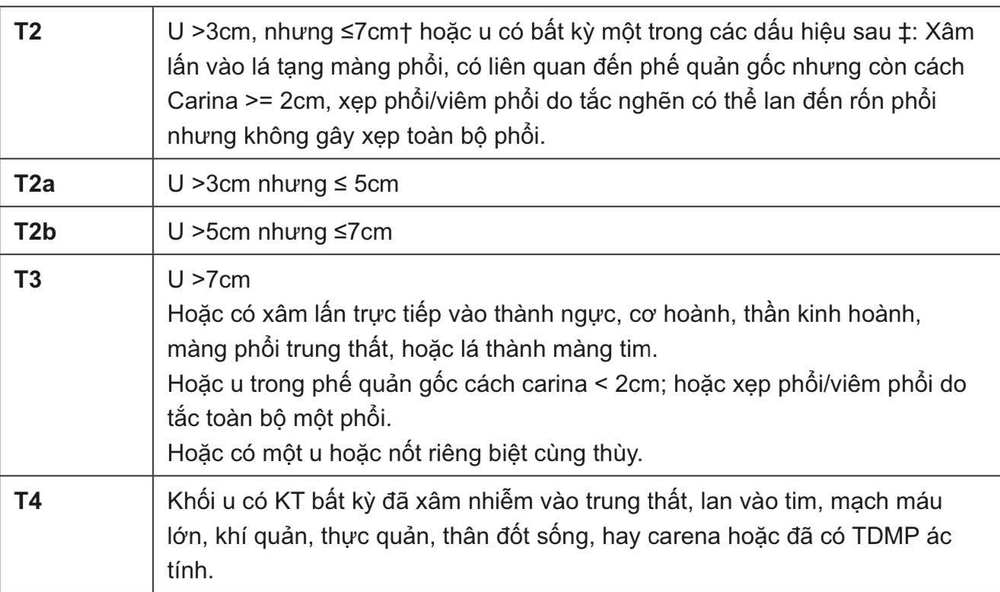 T2
U >3cm, nhưng ≤7cm† hoặc u có bất kỳ một trong các dấu hiệu sau ‡: Xâm
lấn vào lá tạng màng phổi, có liên quan đến phế quản gốc nhưng còn cách
Carina >= 2cm, xẹp phổi/viêm phổi do tắc nghẽn có thể lan đến rốn phổi
nhưng không gây xẹp toàn bộ phổi.
T2a
U >3cm nhưng ≤ 5cm
T2b
U >5cm nhưng ≤7cm
T3
U >7cm
Hoặc có xâm lấn trực tiếp vào thành ngực, cơ hoành, thần kinh hoành,
màng phổi trung thất, hoặc lá thành màng tim.
Hoặc u trong phế quản gốc cách carina < 2cm; hoặc xẹp phổi/viêm phổi do
tắc toàn bộ một phổi.
Hoặc có một u hoặc nốt riêng biệt cùng thùy.
T4
Khối u có KT bất kỳ đã xâm nhiễm vào trung thất, lan vào tim, mạch máu
lớn, khí quản, thực quản, thân đốt sống, hay carena hoặc đã có TDMP ác
tính.